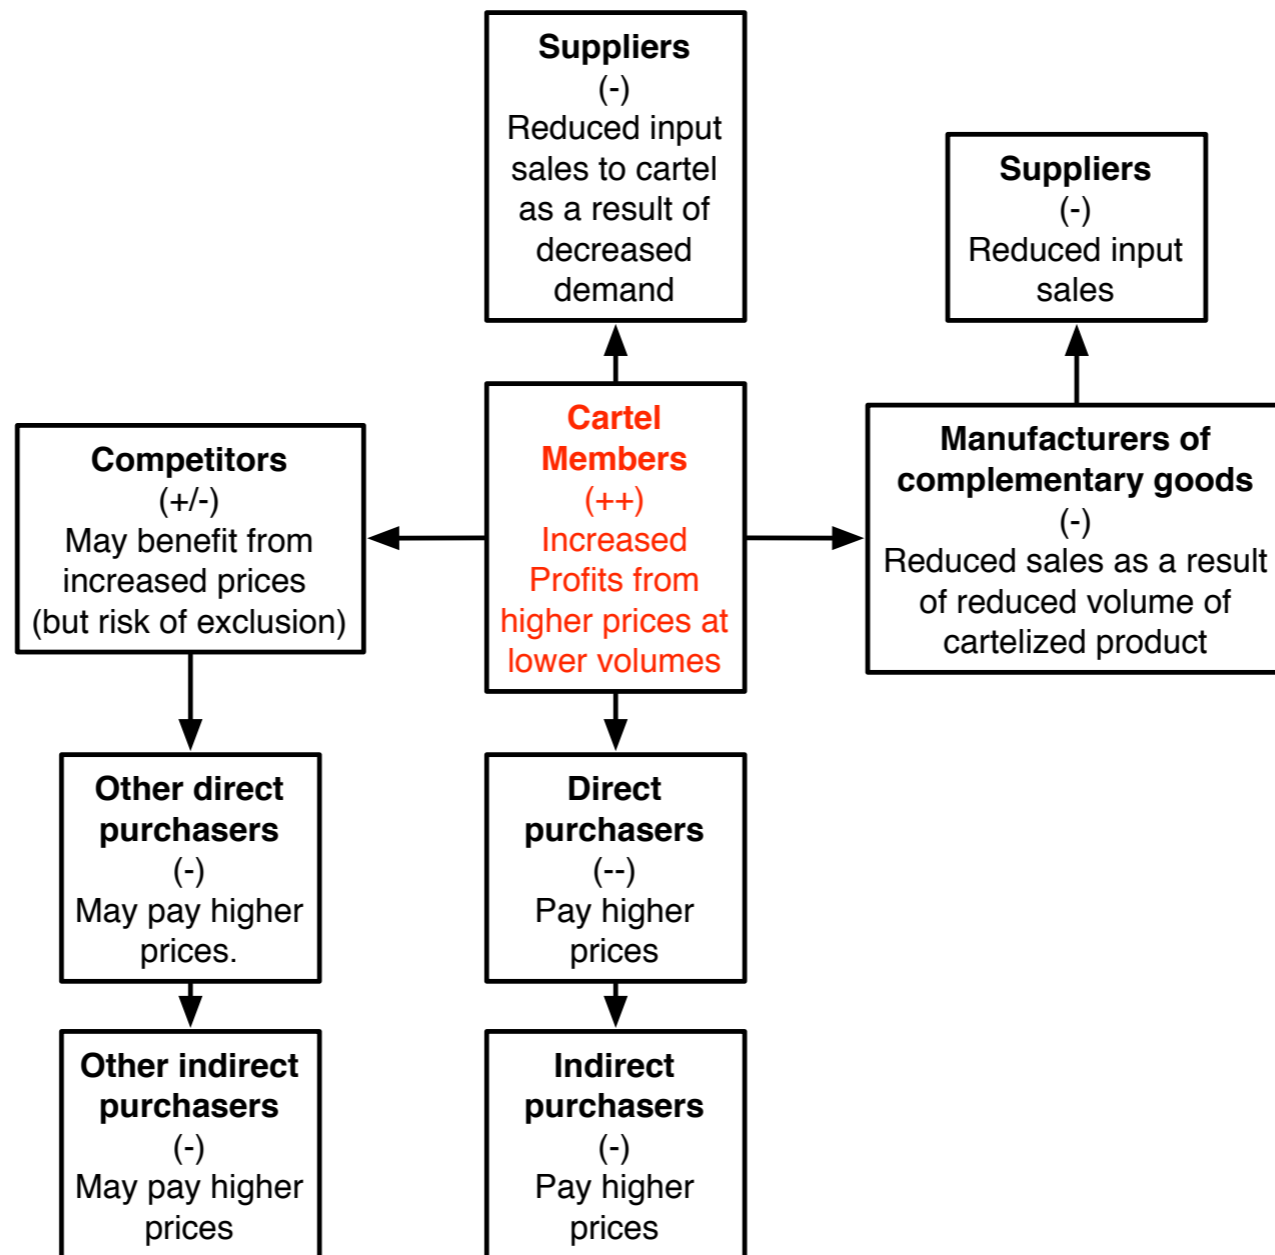 Suppliers
(-)
Reduced input
sales to cartel
as a result of
decreased
demand
Suppliers
(-)
Reduced input
sales
Competitors
(+/-)
May benefit from
increased prices
(but risk of exclusion)
Cartel
Members
(++)
Increased
Profits from
higher prices at
lower volumes
Manufacturers of
complementary goods
(-)
Reduced sales as a result
of reduced volume of
cartelized product
Other direct
purchasers
(-)
May pay higher
prices.
Direct
purchasers
(--)
Pay higher
prices
Other indirect
purchasers
(-)
May pay higher
prices
Indirect
purchasers
(-)
Pay higher
prices